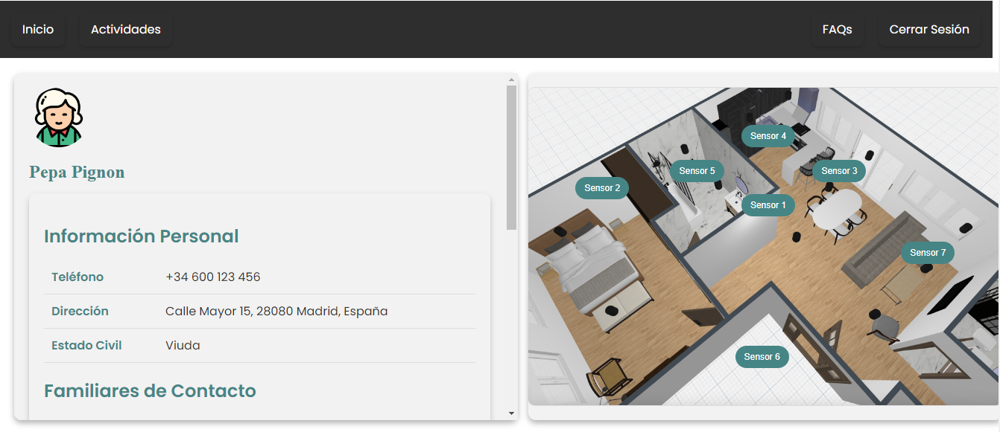 Inicio
Actividades
FAQs
Cerrar Sesión
Pepa Pignon
Información Personal
Teléfono +34 600 123 456
Dirección Calle Mayor 15, 28080 Madrid, España
Estado Civil Viuda
Familiares de Contacto
Sensor 4
Sensor 5
Sensor 3
Sensor 2
Sensor 1
Sensor 7
Sensor 6